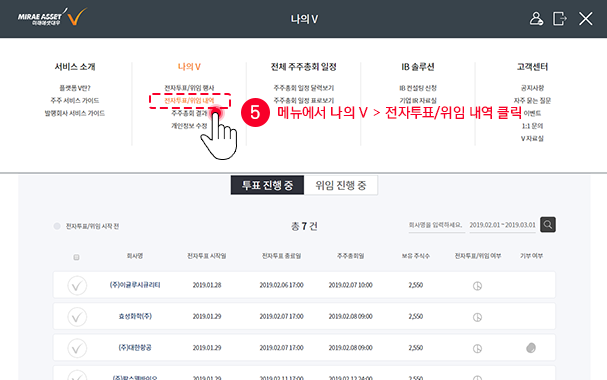 MIRAE ASSET
미래에셋대우
나의 V
서비스 소개
나의 V
전체 주주총회 일정
IB 솔루션
고객센터
플랫폼 V란?
전자투표/위임 행사
주주총회 일정 달력보기
IB 컨설팅 신청
공지사항
주주 서비스 가이드
전자투표/위임 내역
주주총회 일정 표로보기
기업 IR자료실
자주 묻는 질문
발행회사 서비스 가이드
주주총회 결과
이벤트
개인정보 수정
1:1 문의
V 자료실
5 메뉴에서 나의 V > 전자투표/위임 내역 클릭
투표 진행 중
위임 진행 중
전자투표/위임 시작 전
총 7 건
회사명을 입력하세요.
2019.02.01 ~2019.03.01
회사명 전자투표 시작일 전자투표 종료일 주주총회일 보유 주식수 전자투표/위임 여부 기부 여부
(주)이글루시큐리티 2019.01.28 2019.02.06 17:00 2019.02.07 10:00 2,550
효성화학(주) 2019.01.29 2019.02.07 17:00 2019.02.08 09:00 2,550
(주)대한항공 2019.01.29 2019.02.07 17:00 2019.02.08 09:00 2,550
2019.01.29 2019.02.11 17:00 2019.02.12 24:00 2,550